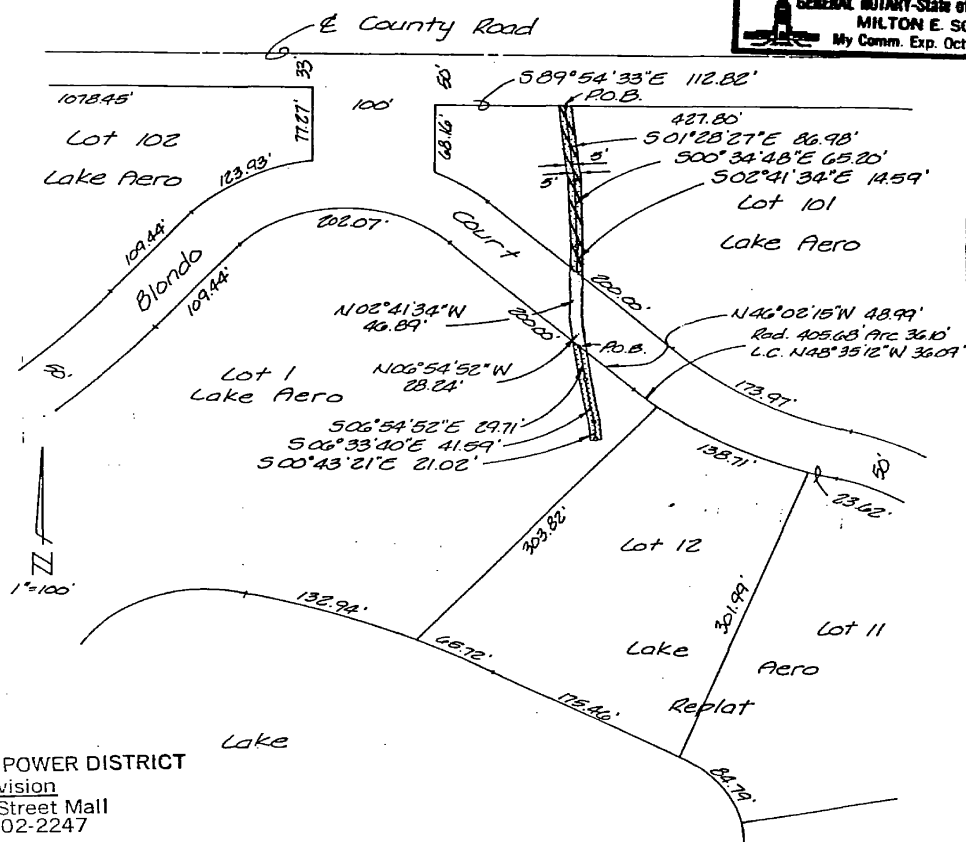 GENERAL NOTARY-State of
MILTON E. SO
My Comm. Exp. Oct
℄ County Road
33'
50'
S89°54'33"E 112.82'
P.O.B.
1078.45'
100'
77.27'
68.16'
427.80'
S01°28'27"E 86.98'
S00°34'48"E 65.20'
S02°41'34"E 14.59'
5'
5'
Lot 102
Lake Aero
123.93'
Lot 101
Lake Aero
202.07'
Court
109.44'
Blondo
109.44'
N02°41'34"W
46.89'
200.00'
200.00'
N46°02'15"W 48.99'
Rad. 405.68' Arc 36.10'
L.C. N48°35'12"W 36.09'
P.O.B.
N06°54'52"W
28.24'
50'
Lot 1
Lake Aero
173.97'
S06°54'52"E 29.71'
S06°33'40"E 41.59'
S00°43'21"E 21.02'
138.71'
50'
23.62'
N
1"=100'
303.82'
Lot 12
301.99'
132.94'
65.72'
Lake
Aero
Replat
Lot 11
175.46'
Lake
84.79'
POWER DISTRICT
vision
Street Mall
02-2247